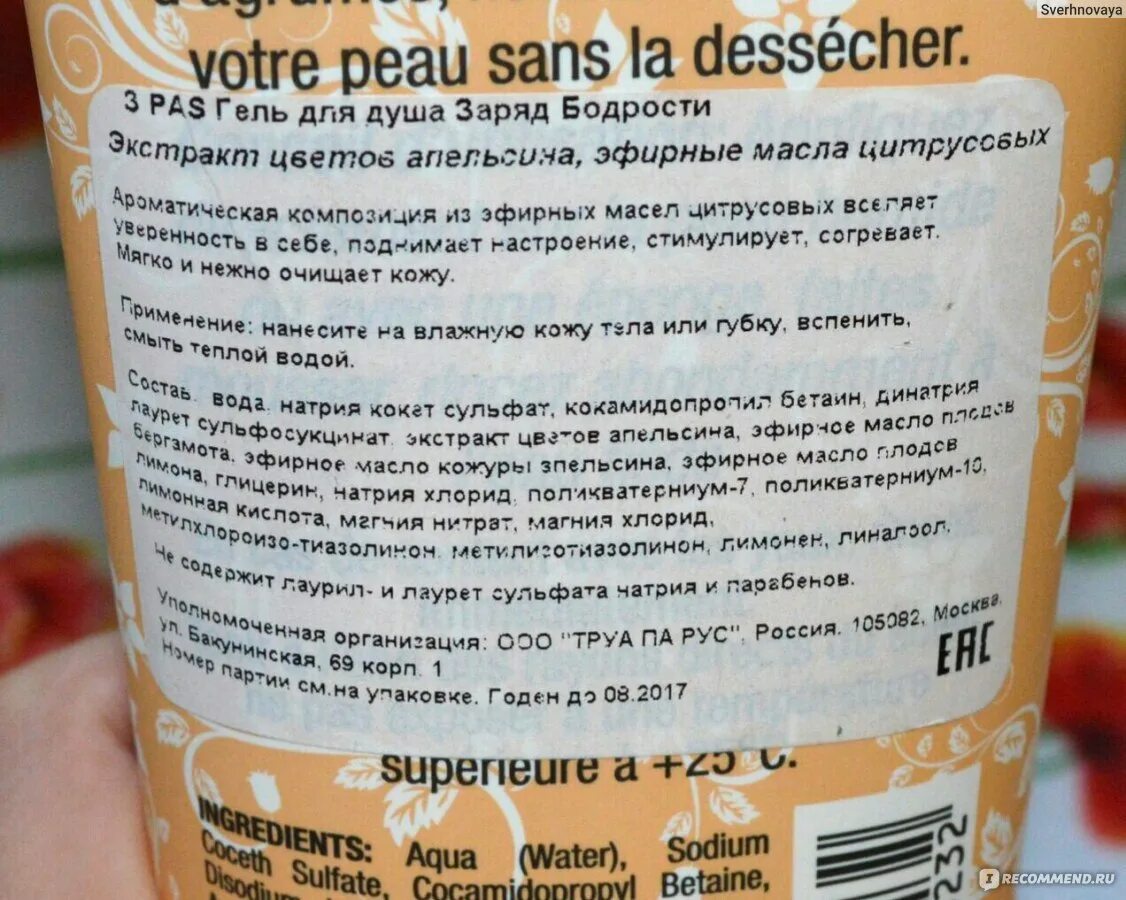 Sverhnovaya
d'agrumes,
votre peau sans la dessécher.
3 PAS Гель для душа Заряд Бодрости
Экстракт цветов апельсина, эфирные масла цитрусовых
Ароматическая композиция из эфирных масел цитрусовых вселяет
уверенность в себе, поднимает настроение, стимулирует, согревает.
Мягко и нежно очищает кожу.
Применение: нанесите на влажную кожу тела или губку, вспенить,
смыть теплой водой.
Состав. вода, натрия кокет сульфат, кокамидопропил бетаин, динатрия
лаурет сульфосукцинат, экстракт цветов апельсина, эфирное масло плодов
бергамота, эфирное масло кожуры апельсина, эфирное масло плодов
лимона, глицерин, натрия хлорид, поликватерниум-7, поликватерниум-10,
лимонная кислота, магния нитрат, магния хлорид,
метилхлороизо-тиазолинон, метилизотиазолинон, лимонен, линалоол.
Не содержит лаурил- и лаурет сульфата натрия и парабенов.
Уполномоченная организация: ООО "ТРУА ПА РУС", Россия, 105082, Москва,
ул. Бакунинская, 69 корп. 1
Номер партии см.на упаковке. Годен до 08.2017
EAC
supérieure à +25°C.
INGREDIENTS: Aqua (Water), Sodium
Coceth Sulfate, Cocamidopropyl Betaine,
232
IRECOMMEND.RU